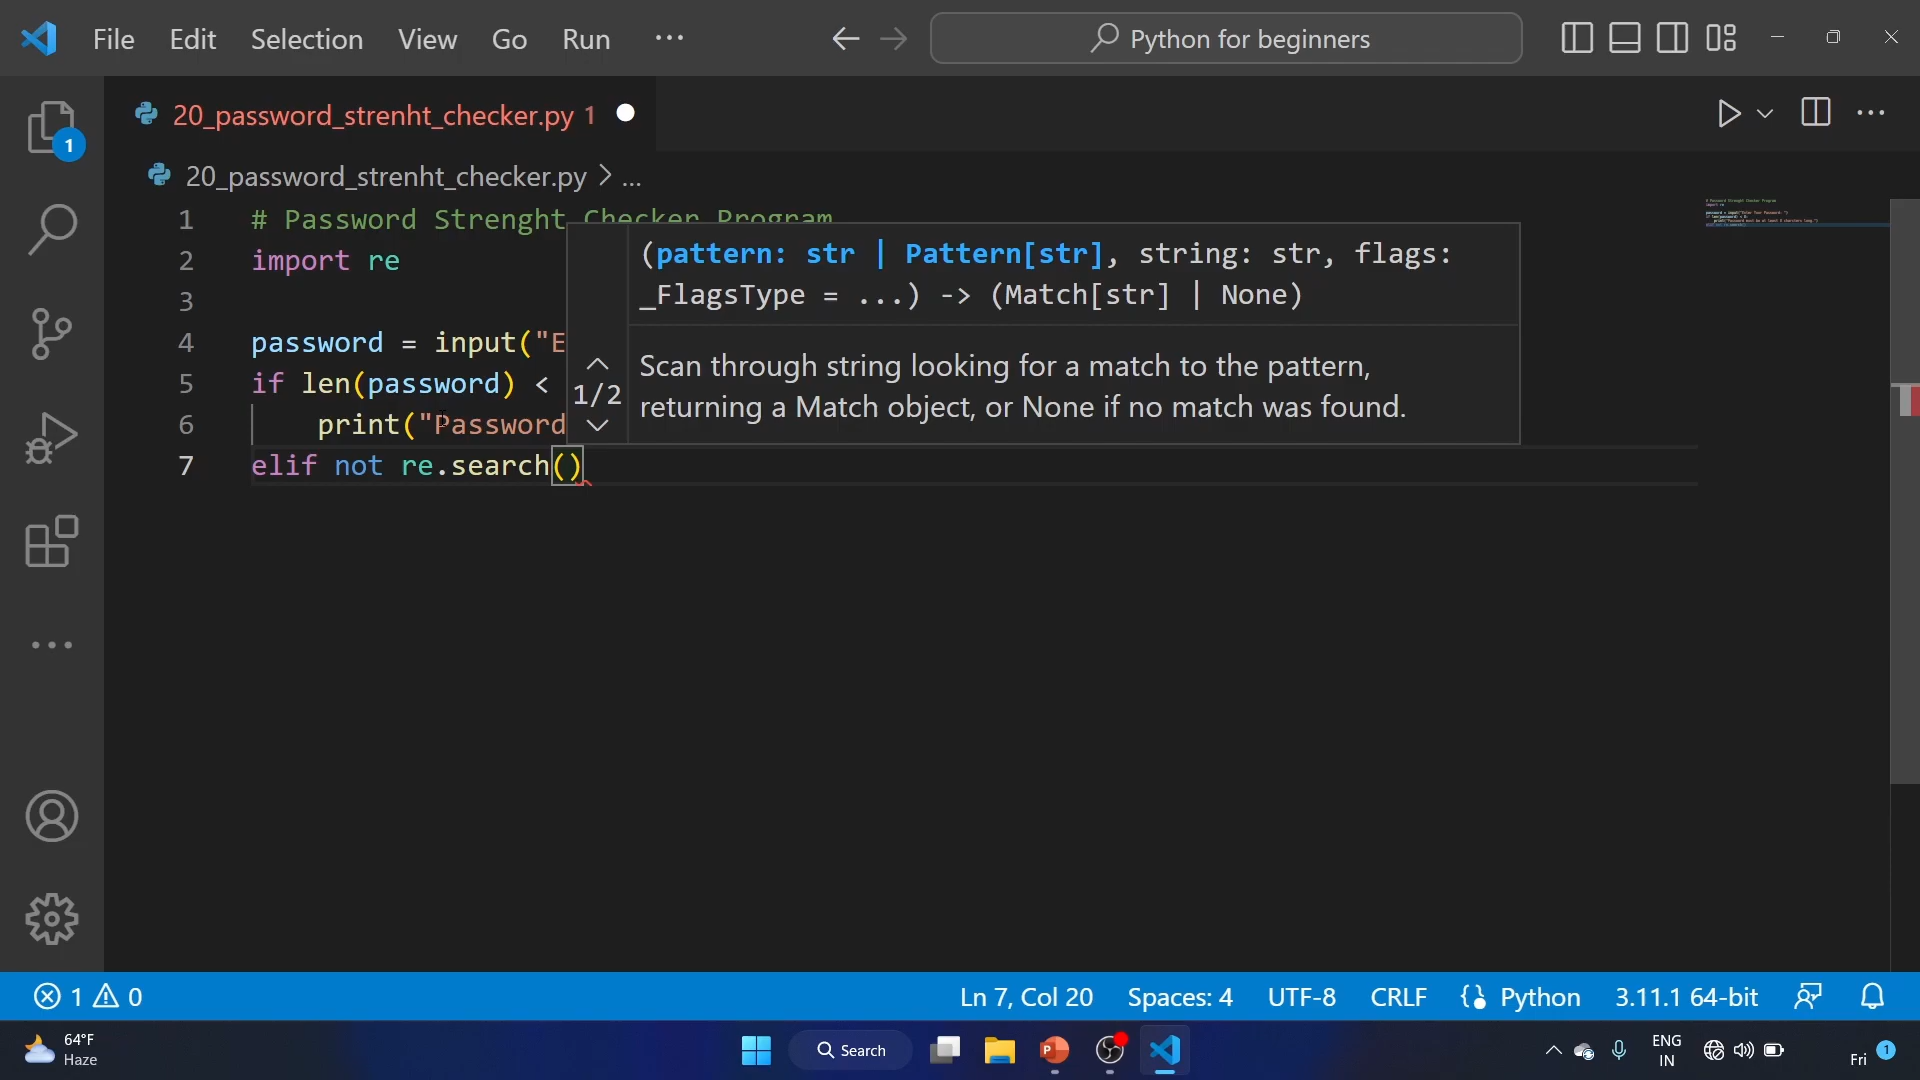 File Edit Selection View Go Run ··· Python for beginners
20_password_strenht_checker.py 1
20_password_strenht_checker.py > ...
1 # Password Strenght Checker Program
(pattern: str | Pattern[str], string: str, flags:
2 import re
_FlagsType = ...) -> (Match[str] | None)
3
4 password = input("E
Scan through string looking for a match to the pattern,
5 if len(password) <
1/2
returning a Match object, or None if no match was found.
6 print("Password
7 elif not re.search()
1
1 0 Ln 7, Col 20 Spaces: 4 UTF-8 CRLF Python 3.11.1 64-bit
64°F
Haze
Search
ENG
IN
Fri 1